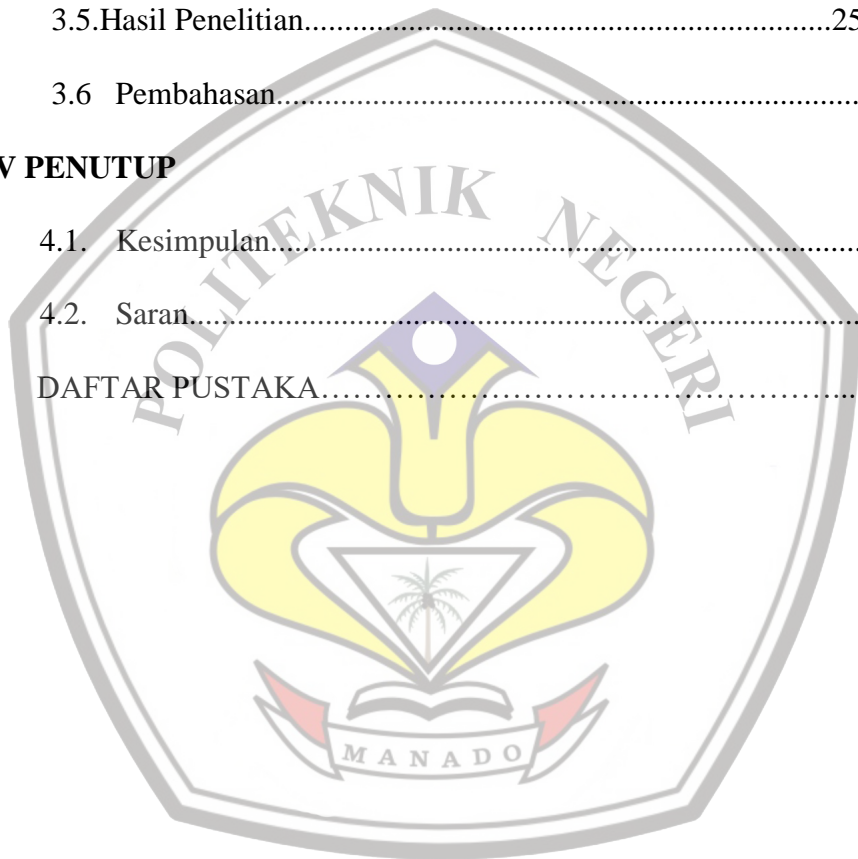 3.5.Hasil Penelitian...........................................................................25
3.6 Pembahasan...................................................................................
V PENUTUP
4.1. Kesimpulan....................................................................................
4.2. Saran................................................................................................
DAFTAR PUSTAKA……………………………………………...
POLITEKNIK NEGERI
MANADO